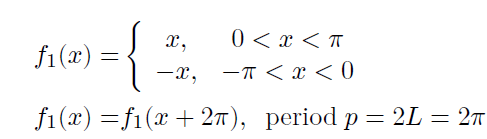 f₁(x) = { x, 0 < x < π
−x, −π < x < 0
f₁(x) =f₁(x + 2π), period p = 2L = 2π